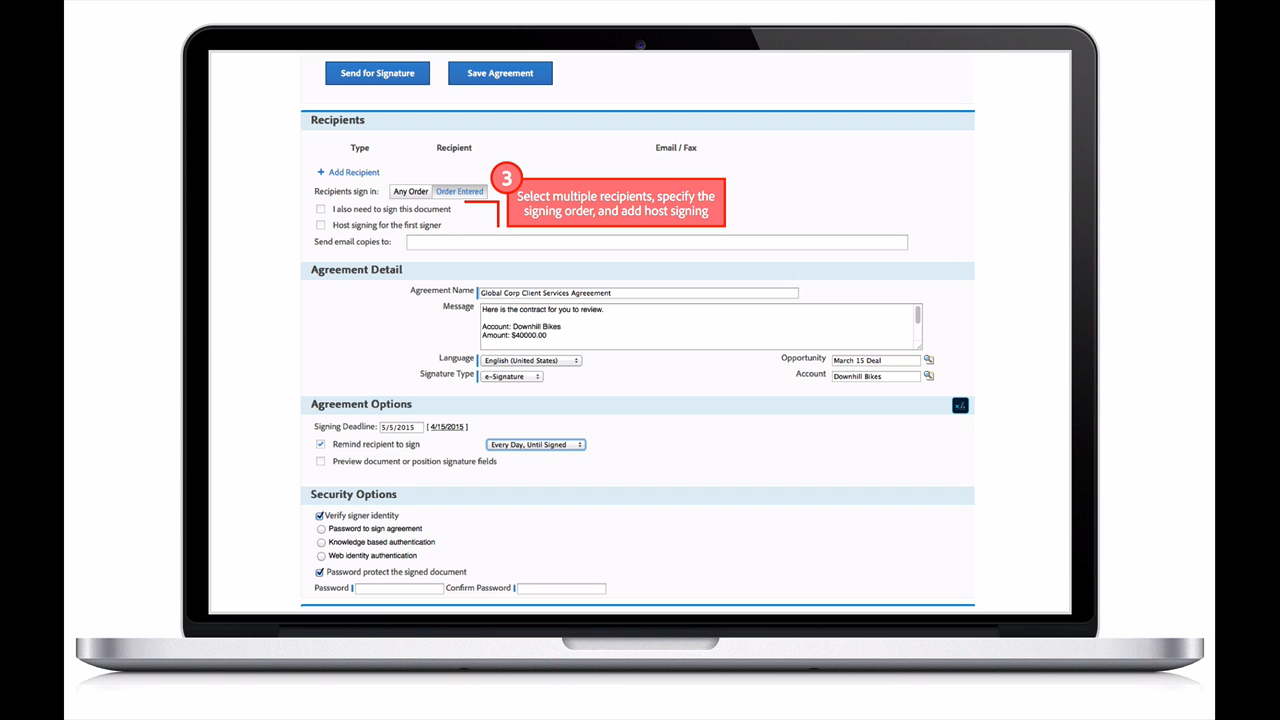 Send for Signature Save Agreement
Recipients
Type Recipient Email / Fax
+ Add Recipient
Recipients sign in: Any Order Order Entered
3
Select multiple recipients, specify the
signing order, and add host signing
I also need to sign this document
Host signing for the first signer
Send email copies to:
Agreement Detail
Agreement Name Global Corp Client Services Agreeement
Message Here is the contract for you to review.
Account: Downhill Bikes
Amount: $40000.00
Language English (United States) Opportunity March 15 Deal
Signature Type e-Signature Account Downhill Bikes
Agreement Options
Signing Deadline: 5/5/2015 [ 4/15/2015 ]
Remind recipient to sign Every Day, Until Signed
Preview document or position signature fields
Security Options
Verify signer identity
Password to sign agreement
Knowledge based authentication
Web identity authentication
Password protect the signed document
Password Confirm Password